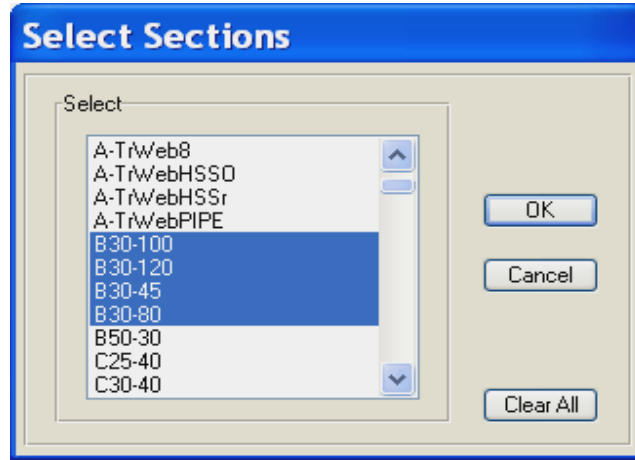 Select Sections
Select
A-TrWeb8
A-TrWebHSSO
A-TrWebHSSr
A-TrWebPIPE
B30-100
B30-120
B30-45
B30-80
B50-30
C25-40
C30-40
OK
Cancel
Clear All